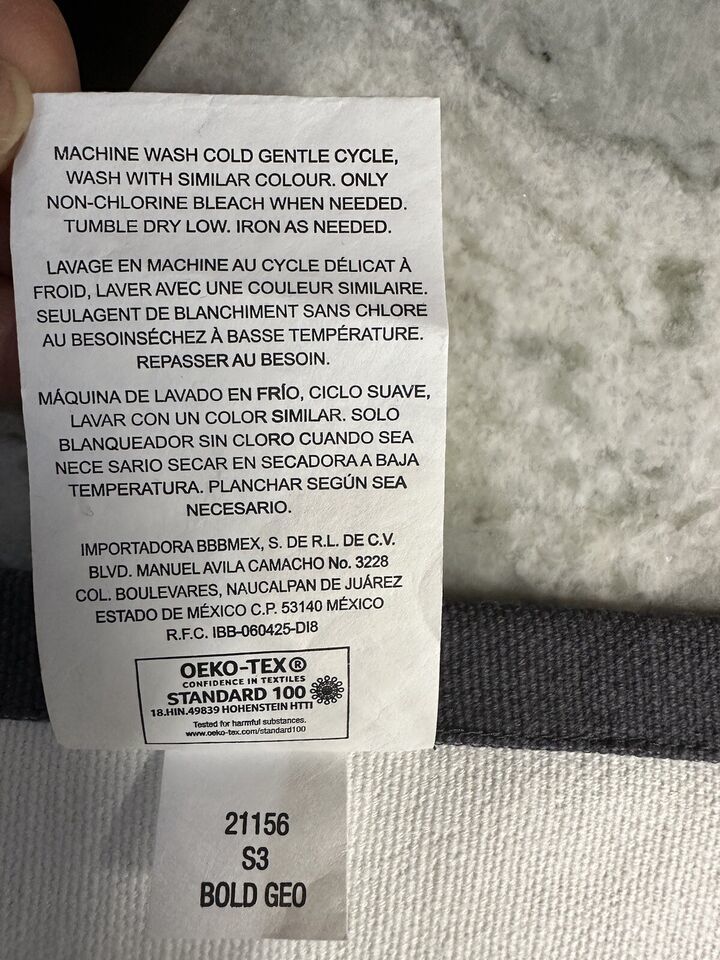 MACHINE WASH COLD GENTLE CYCLE,
WASH WITH SIMILAR COLOUR. ONLY
NON-CHLORINE BLEACH WHEN NEEDED.
TUMBLE DRY LOW. IRON AS NEEDED.
LAVAGE EN MACHINE AU CYCLE DÉLICAT À
FROID, LAVER AVEC UNE COULEUR SIMILAIRE.
SEULAGENT DE BLANCHIMENT SANS CHLORE
AU BESOINSÉCHEZ À BASSE TEMPÉRATURE.
REPASSER AU BESOIN.
MÁQUINA DE LAVADO EN FRÍO, CICLO SUAVE,
LAVAR CON UN COLOR SIMILAR. SOLO
BLANQUEADOR SIN CLORO CUANDO SEA
NECE SARIO SECAR EN SECADORA A BAJA
TEMPERATURA. PLANCHAR SEGÚN SEA
NECESARIO.
IMPORTADORA BBBMEX, S. DE R.L. DE C.V.
BLVD. MANUEL AVILA CAMACHO No. 3228
COL. BOULEVARES, NAUCALPAN DE JUÁREZ
ESTADO DE MÉXICO C.P. 53140 MÉXICO
R.F.C. IBB-060425-DI8
OEKO-TEX®
CONFIDENCE IN TEXTILES
STANDARD 100
18.HIN.49839 HOHENSTEIN HTTI
Tested for harmful substances.
www.oeko-tex.com/standard100
21156
S3
BOLD GEO